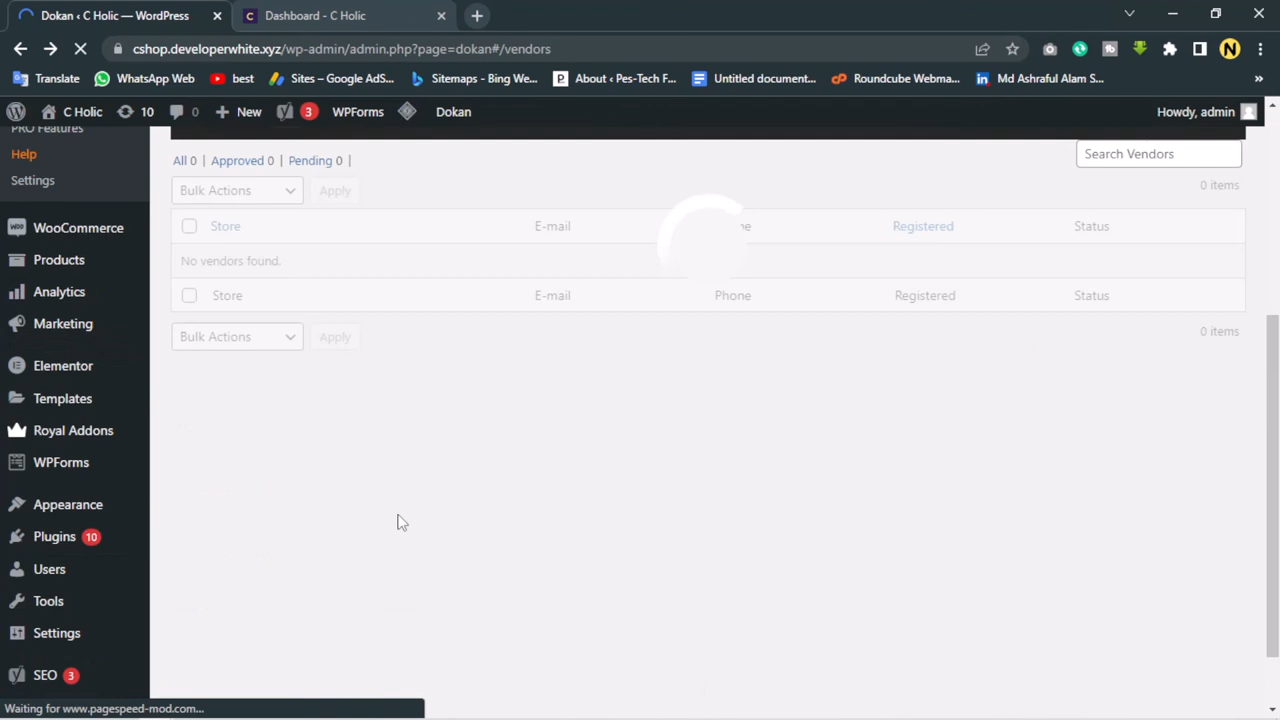 Dokan ‹ C Holic — WordPress
Dashboard - C Holic
cshop.developerwhite.xyz/wp-admin/admin.php?page=dokan#/vendors
Translate
WhatsApp Web
best
Sites – Google AdS...
Sitemaps - Bing We...
About ‹ Pes-Tech F...
Untitled document...
Roundcube Webma...
Md Ashraful Alam S...
»
C Holic
10
0
New
3
WPForms
Dokan
Howdy, admin
PRO Features
Help
Settings
WooCommerce
Products
Analytics
Marketing
Elementor
Templates
Royal Addons
WPForms
Appearance
Plugins 10
Users
Tools
Settings
SEO 3
All 0 | Approved 0 | Pending 0 |
Search Vendors
Bulk Actions
Apply
0 items
Store
E-mail
Registered
Status
No vendors found.
Store
E-mail
Phone
Registered
Status
Bulk Actions
Apply
0 items
Waiting for www.pagespeed-mod.com...